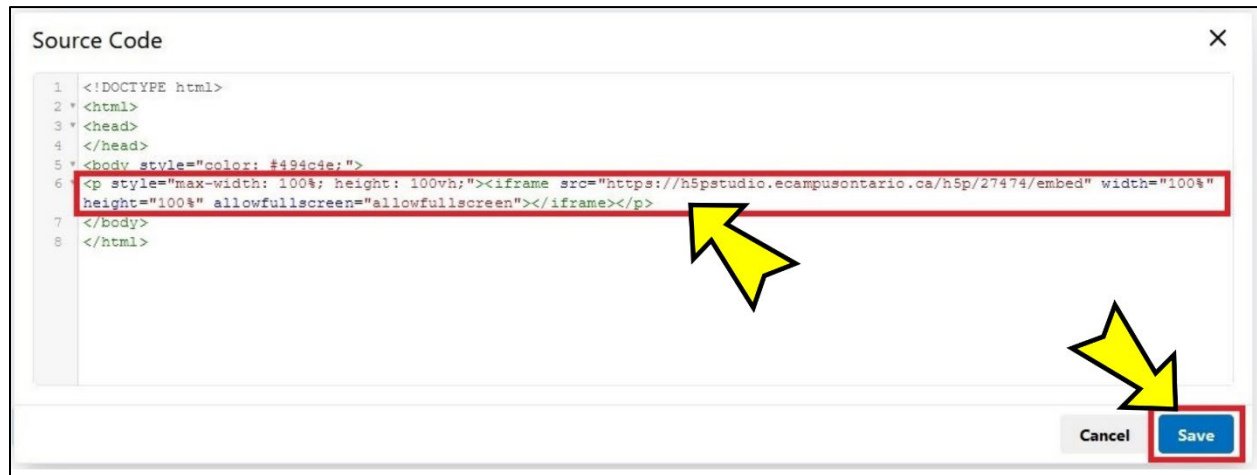 Source Code
1 <!DOCTYPE html>
2 <html>
3 <head>
4 </head>
5 <body style="color: #494c4e;">
6 <p style="max-width: 100%; height: 100vh;"><iframe src="https://h5pstudio.ecampusontario.ca/h5p/27474/embed" width="100%"
height="100%" allowfullscreen="allowfullscreen"></iframe></p>
7 </body>
8 </html>
Cancel Save